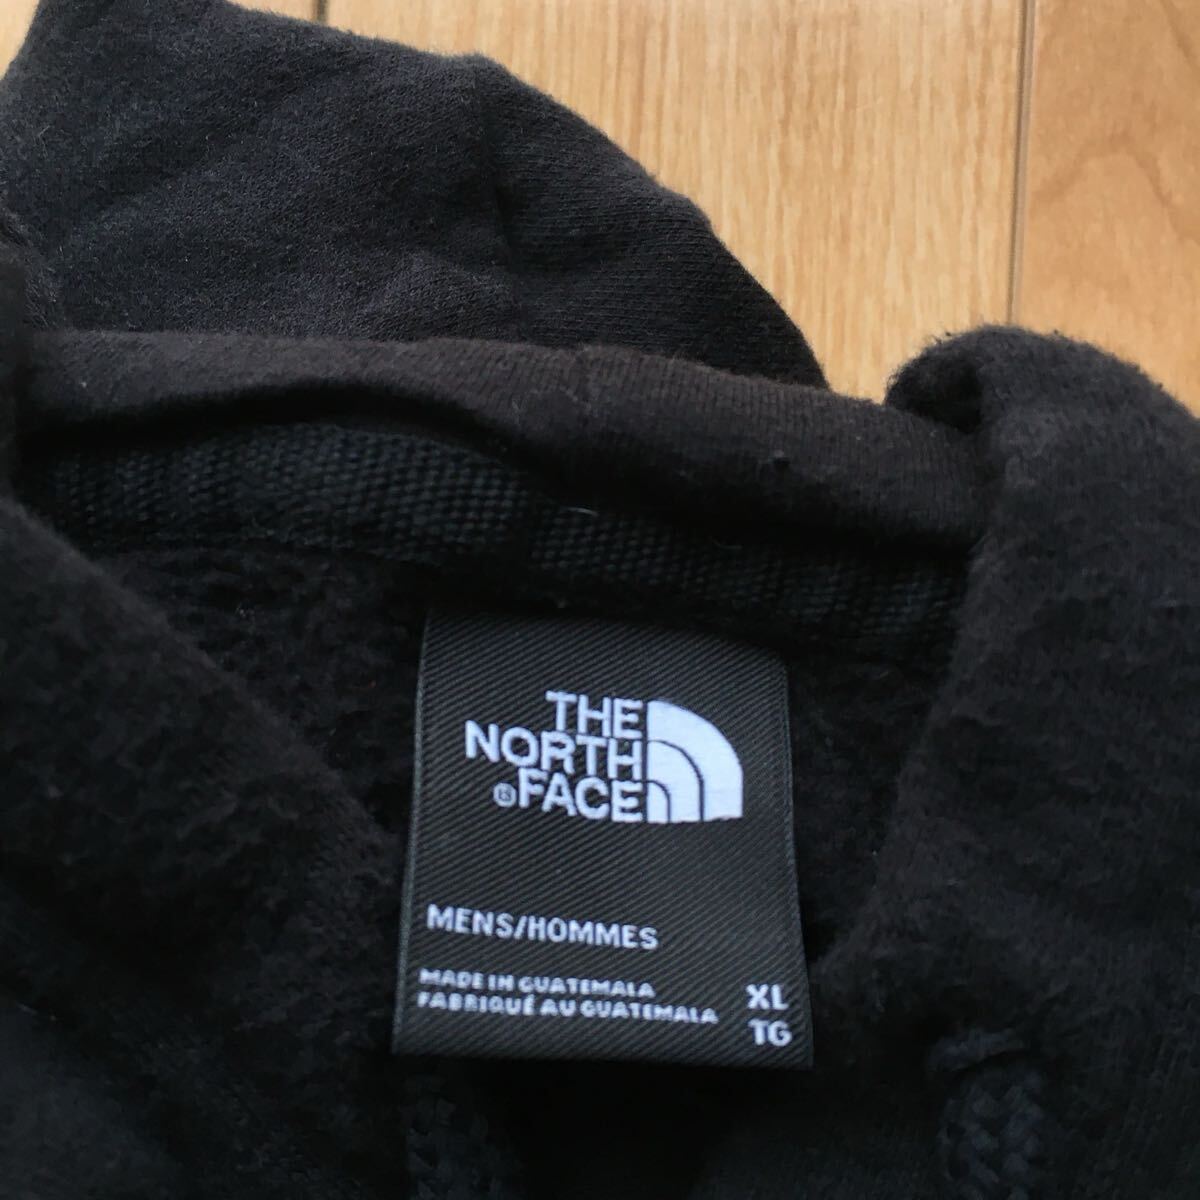 THE
NORTH
®FACE
MENS/HOMMES
MADE IN GUATEMALA
FABRIQUÉ AU GUATEMALA
XL
TG